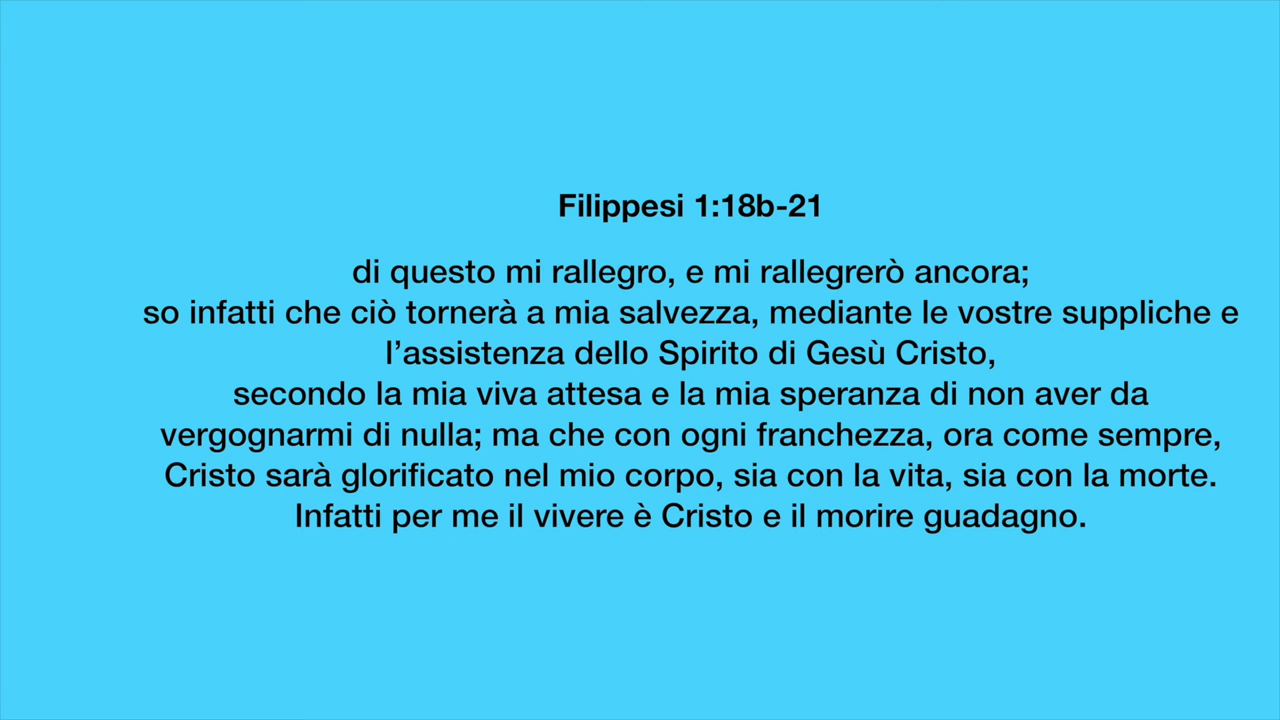 Filippesi 1:18b-21
di questo mi rallegro, e mi rallegrerò ancora;
so infatti che ciò tornerà a mia salvezza, mediante le vostre suppliche e
l’assistenza dello Spirito di Gesù Cristo,
secondo la mia viva attesa e la mia speranza di non aver da
vergognarmi di nulla; ma che con ogni franchezza, ora come sempre,
Cristo sarà glorificato nel mio corpo, sia con la vita, sia con la morte.
Infatti per me il vivere è Cristo e il morire guadagno.